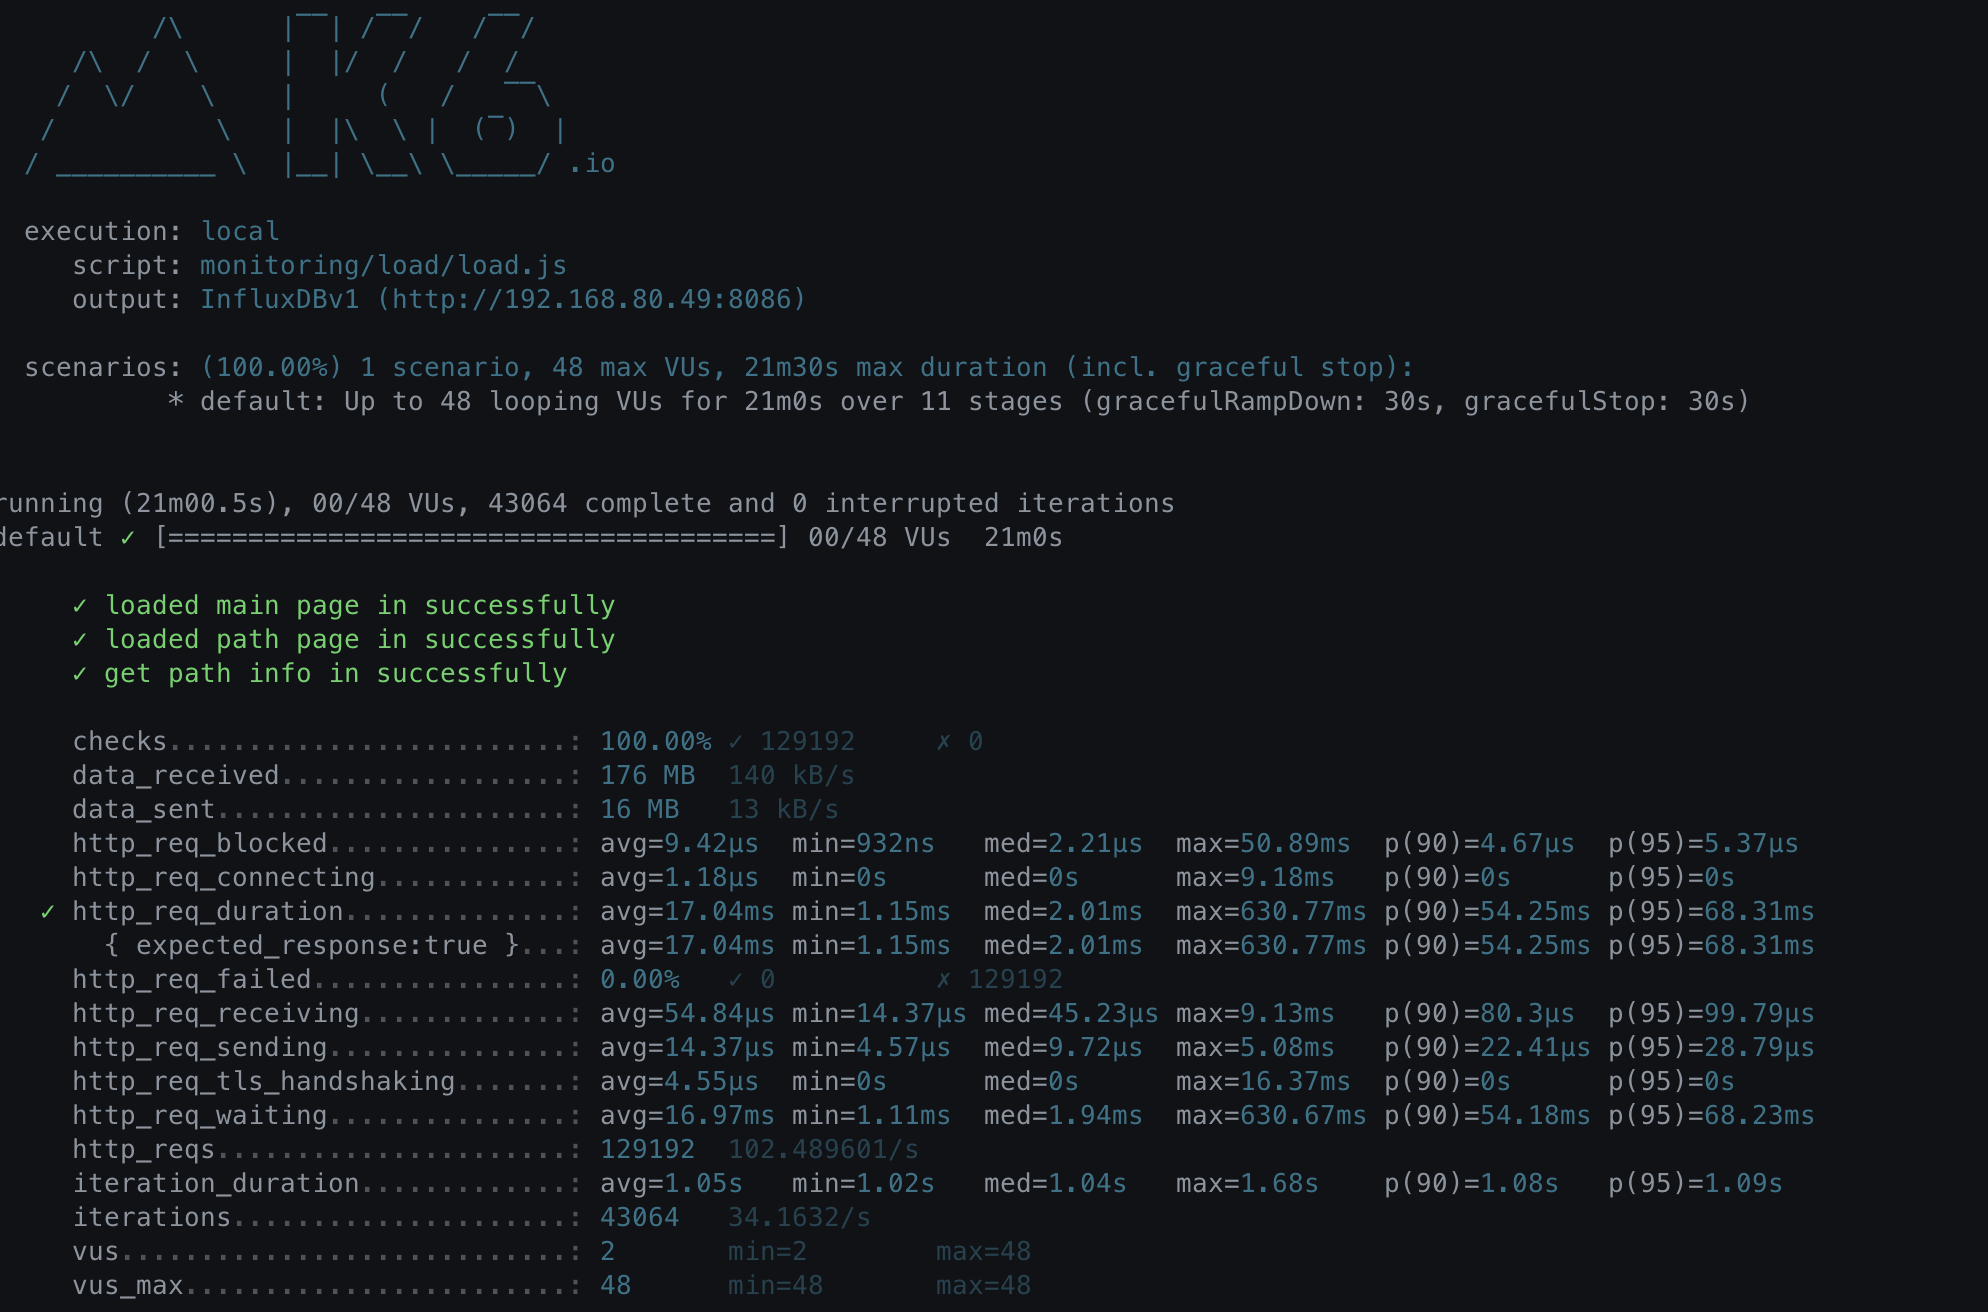 /\      |‾‾| /‾‾/   /‾‾/
/\  /  \     |  |/  /   /  /
/  \/    \    |     (   /   ‾‾\
/          \   |  |\  \ |  (‾)  |
/ __________ \  |__| \__\ \_____/ .io
execution: local
script: monitoring/load/load.js
output: InfluxDBv1 (http://192.168.80.49:8086)
scenarios: (100.00%) 1 scenario, 48 max VUs, 21m30s max duration (incl. graceful stop):
* default: Up to 48 looping VUs for 21m0s over 11 stages (gracefulRampDown: 30s, gracefulStop: 30s)
running (21m00.5s), 00/48 VUs, 43064 complete and 0 interrupted iterations
default ✓ [======================================] 00/48 VUs  21m0s
✓ loaded main page in successfully
✓ loaded path page in successfully
✓ get path info in successfully
checks.........................: 100.00% ✓ 129192     ✗ 0
data_received..................: 176 MB  140 kB/s
data_sent......................: 16 MB   13 kB/s
http_req_blocked...............: avg=9.42µs  min=932ns   med=2.21µs  max=50.89ms  p(90)=4.67µs  p(95)=5.37µs
http_req_connecting............: avg=1.18µs  min=0s      med=0s      max=9.18ms   p(90)=0s      p(95)=0s
✓ http_req_duration..............: avg=17.04ms min=1.15ms  med=2.01ms  max=630.77ms p(90)=54.25ms p(95)=68.31ms
{ expected_response:true }...: avg=17.04ms min=1.15ms  med=2.01ms  max=630.77ms p(90)=54.25ms p(95)=68.31ms
http_req_failed................: 0.00%   ✓ 0          ✗ 129192
http_req_receiving.............: avg=54.84µs min=14.37µs med=45.23µs max=9.13ms   p(90)=80.3µs  p(95)=99.79µs
http_req_sending...............: avg=14.37µs min=4.57µs  med=9.72µs  max=5.08ms   p(90)=22.41µs p(95)=28.79µs
http_req_tls_handshaking.......: avg=4.55µs  min=0s      med=0s      max=16.37ms  p(90)=0s      p(95)=0s
http_req_waiting...............: avg=16.97ms min=1.11ms  med=1.94ms  max=630.67ms p(90)=54.18ms p(95)=68.23ms
http_reqs......................: 129192  102.489601/s
iteration_duration.............: avg=1.05s   min=1.02s   med=1.04s   max=1.68s    p(90)=1.08s   p(95)=1.09s
iterations.....................: 43064   34.1632/s
vus............................: 2       min=2        max=48
vus_max........................: 48      min=48       max=48